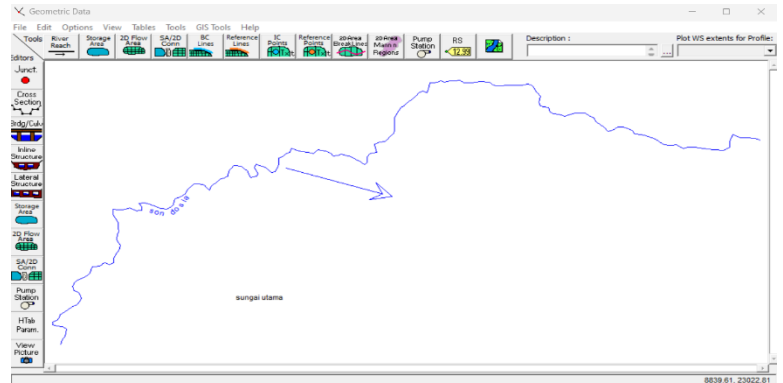 Geometric Data
File Edit Options View Tables Tools GIS Tools Help
Tools River Reach Storage Area 2D Flow Area SA/2D Conn BC Lines Reference Lines IC Points Reference Points 2D Area BreakLines 2D Area Mann n Regions Pump Station RS 12.99 Description : Plot WS extents for Profile:
Editors
...
Junct.
Cross Section
Brdg/Culv
Inline Structure
Lateral Structure
Storage Area
2D Flow Area
SA/2D Conn
Pump Station
HTab Param.
View Picture
son do sia
sungai utama
8839.61, 23022.81